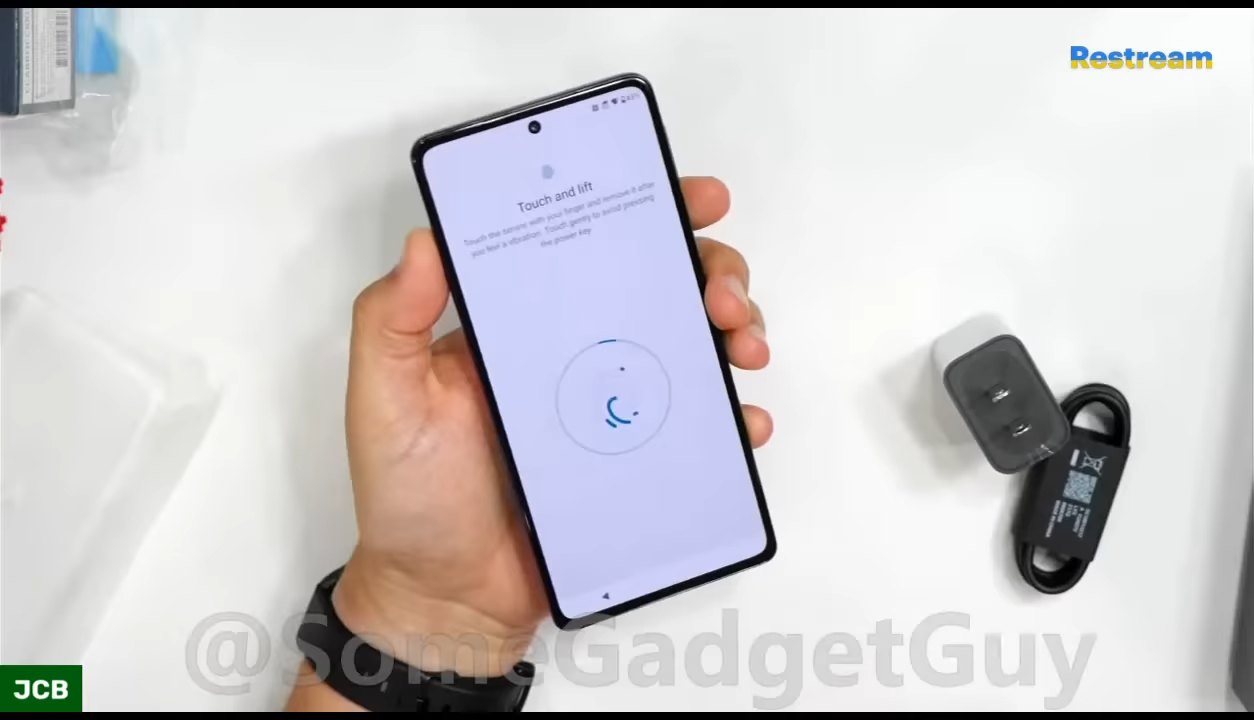 Restream
Touch and lift
Touch the sensor with your finger and remove it after
you feel a vibration. Touch gently to avoid pressing
the power key
@SomeGadgetGuy
JCB